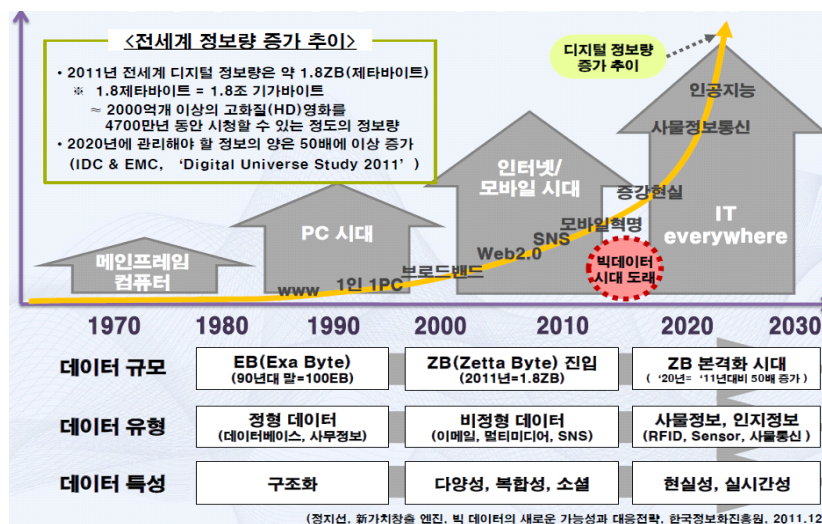 <전세계 정보량 증가 추이>
• 2011년 전세계 디지털 정보량은 약 1.8ZB(제타바이트)
※ 1.8제타바이트 = 1.8조 기가바이트
≈ 2000억개 이상의 고화질(HD)영화를
4700만년 동안 시청할 수 있는 정도의 정보량
• 2020년에 관리해야 할 정보의 양은 50배에 이상 증가
(IDC & EMC, ‘Digital Universe Study 2011’)
디지털 정보량
증가 추이
메인프레임
컴퓨터
PC 시대
인터넷/
모바일 시대
IT
everywhere
www
1인 1PC
브로드밴드
Web2.0
SNS
모바일혁명
증강현실
사물정보통신
인공지능
빅데이터
시대 도래
1970 1980 1990 2000 2010 2020 2030
데이터 규모
EB(Exa Byte)
(90년대 말=100EB)
ZB(Zetta Byte) 진입
(2011년=1.8ZB)
ZB 본격화 시대
( ‘20년= ‘11년대비 50배 증가)
데이터 유형
정형 데이터
(데이터베이스, 사무정보)
비정형 데이터
(이메일, 멀티미디어, SNS)
사물정보, 인지정보
(RFID, Sensor, 사물통신)
데이터 특성
구조화
다양성, 복합성, 소셜
현실성, 실시간성
(정지선, 新가치창출 엔진, 빅 데이터의 새로운 가능성과 대응전략, 한국정보화진흥원, 2011.12